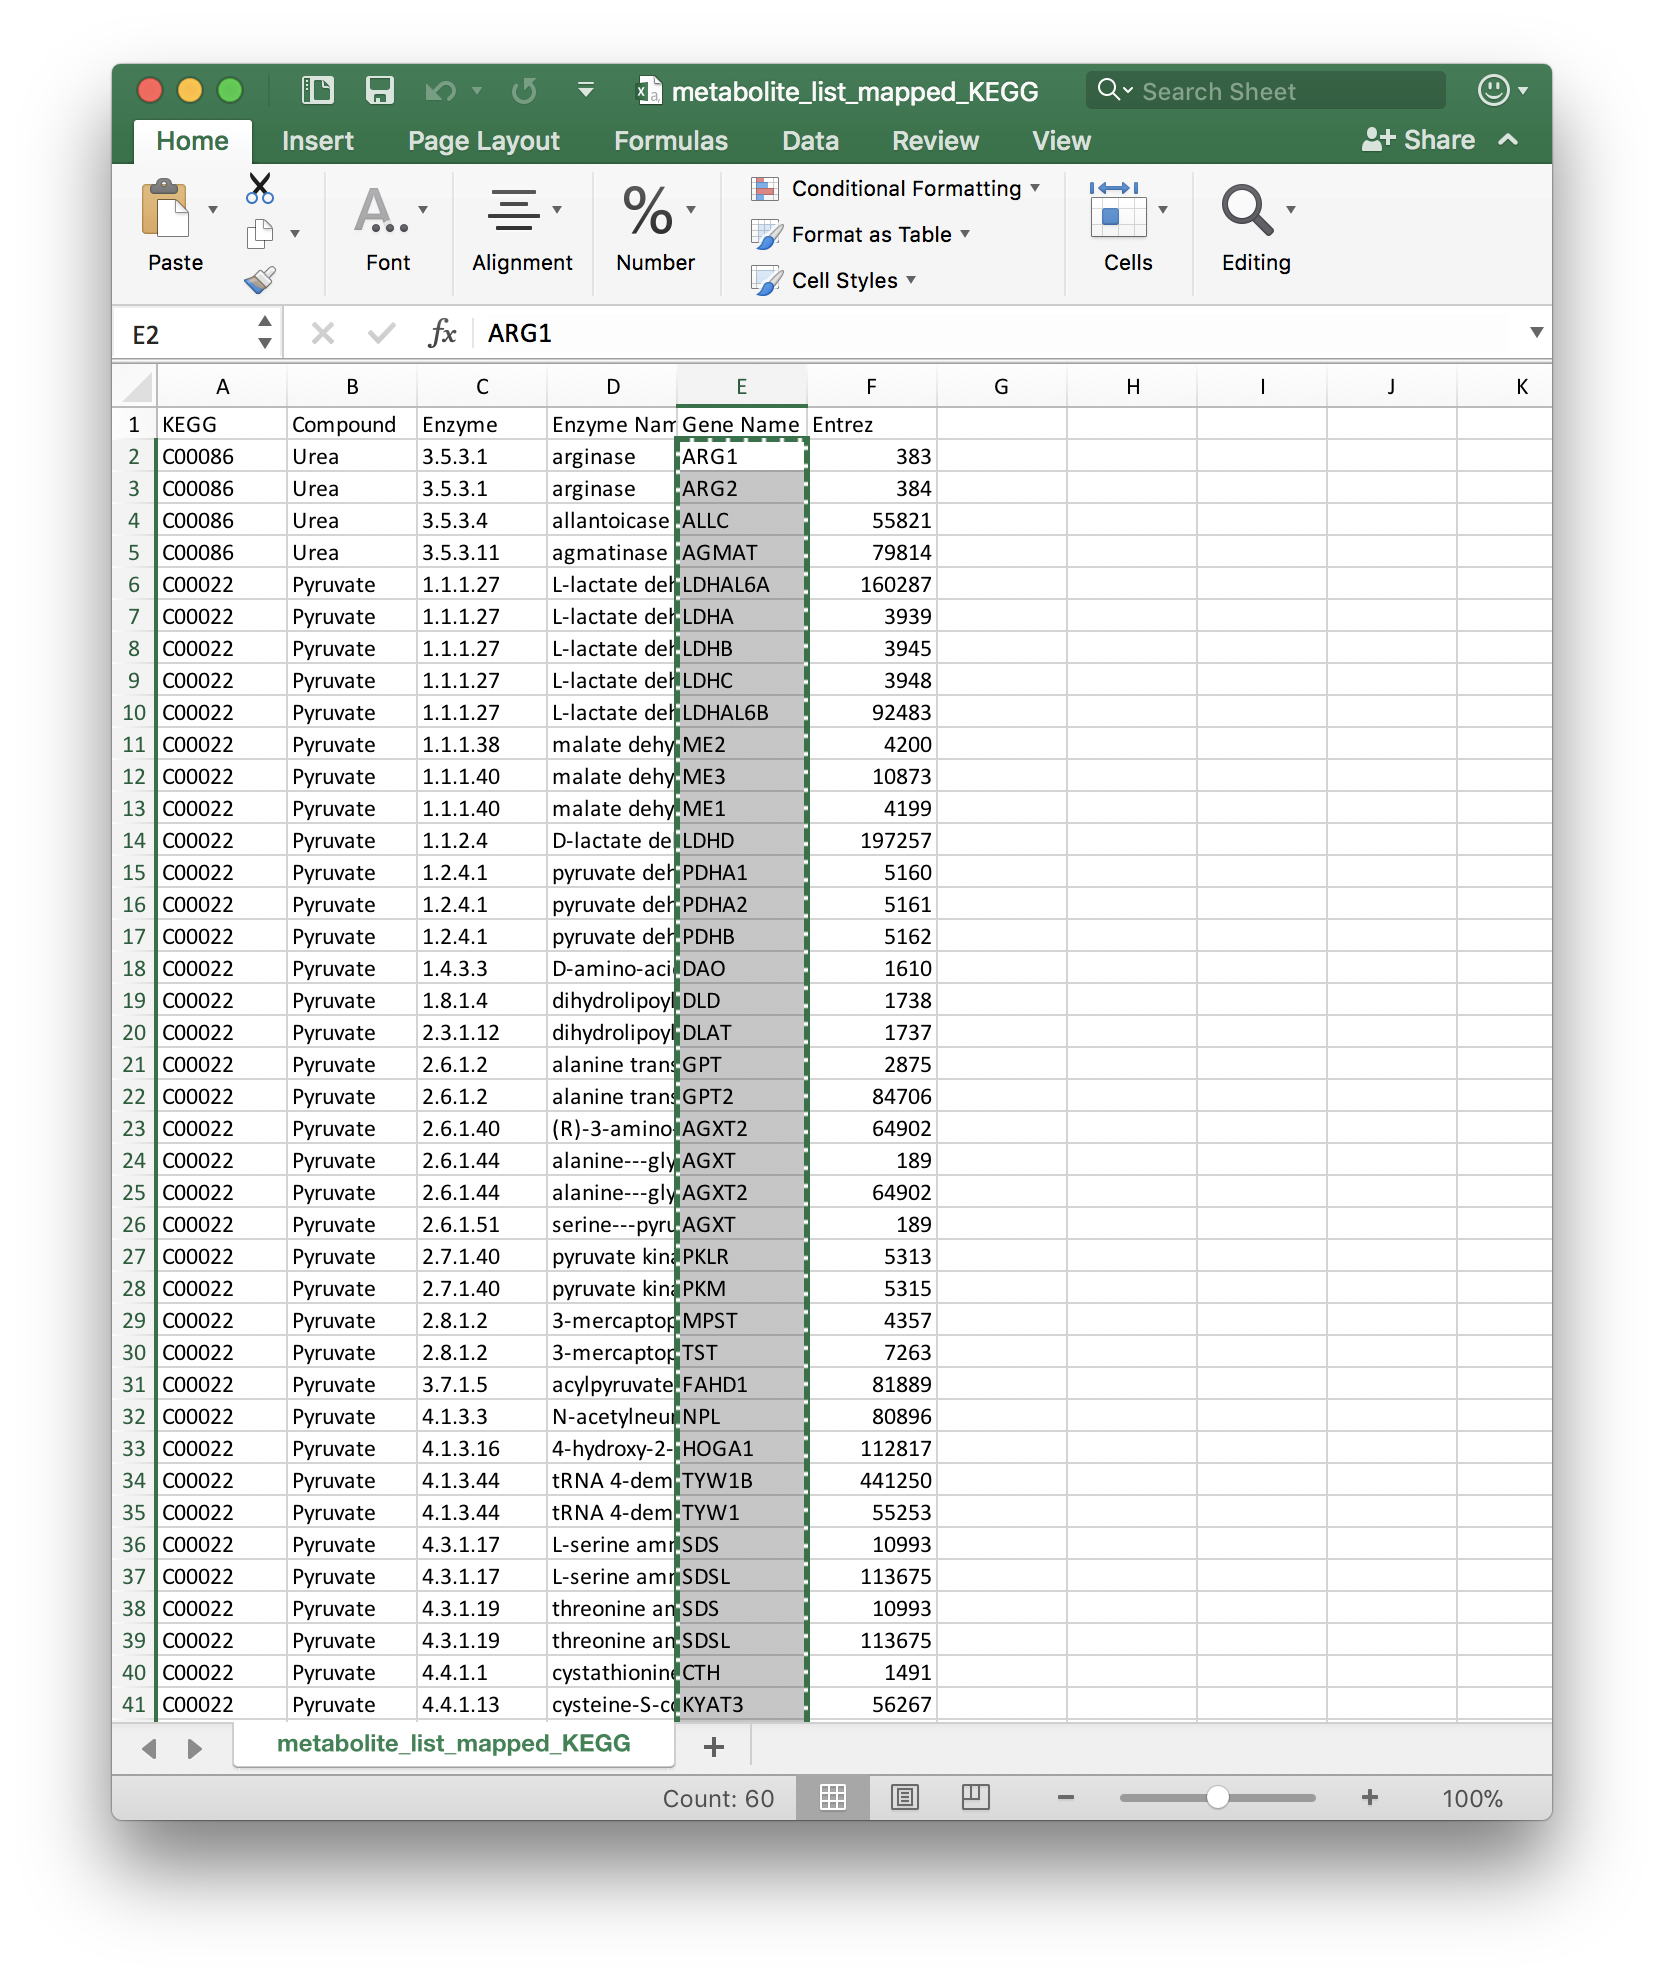 metabolite_list_mapped_KEGG
Search Sheet
Home Insert Page Layout Formulas Data Review View Share
Paste
Font
Alignment
%
Number
Conditional Formatting
Format as Table
Cell Styles
Cells
Editing
E2 fx ARG1
A B C D E F G H I J K
1 KEGG Compound Enzyme Enzyme Nam Gene Name Entrez
2 C00086 Urea 3.5.3.1 arginase ARG1 383
3 C00086 Urea 3.5.3.1 arginase ARG2 384
4 C00086 Urea 3.5.3.4 allantoicase ALLC 55821
5 C00086 Urea 3.5.3.11 agmatinase AGMAT 79814
6 C00022 Pyruvate 1.1.1.27 L-lactate deh LDHAL6A 160287
7 C00022 Pyruvate 1.1.1.27 L-lactate deh LDHA 3939
8 C00022 Pyruvate 1.1.1.27 L-lactate deh LDHB 3945
9 C00022 Pyruvate 1.1.1.27 L-lactate deh LDHC 3948
10 C00022 Pyruvate 1.1.1.27 L-lactate deh LDHAL6B 92483
11 C00022 Pyruvate 1.1.1.38 malate dehy ME2 4200
12 C00022 Pyruvate 1.1.1.40 malate dehy ME3 10873
13 C00022 Pyruvate 1.1.1.40 malate dehy ME1 4199
14 C00022 Pyruvate 1.1.2.4 D-lactate de LDHD 197257
15 C00022 Pyruvate 1.2.4.1 pyruvate deh PDHA1 5160
16 C00022 Pyruvate 1.2.4.1 pyruvate deh PDHA2 5161
17 C00022 Pyruvate 1.2.4.1 pyruvate deh PDHB 5162
18 C00022 Pyruvate 1.4.3.3 D-amino-aci DAO 1610
19 C00022 Pyruvate 1.8.1.4 dihydrolipoyl DLD 1738
20 C00022 Pyruvate 2.3.1.12 dihydrolipoyl DLAT 1737
21 C00022 Pyruvate 2.6.1.2 alanine trans GPT 2875
22 C00022 Pyruvate 2.6.1.2 alanine trans GPT2 84706
23 C00022 Pyruvate 2.6.1.40 (R)-3-amino- AGXT2 64902
24 C00022 Pyruvate 2.6.1.44 alanine---gly AGXT 189
25 C00022 Pyruvate 2.6.1.44 alanine---gly AGXT2 64902
26 C00022 Pyruvate 2.6.1.51 serine---pyru AGXT 189
27 C00022 Pyruvate 2.7.1.40 pyruvate kina PKLR 5313
28 C00022 Pyruvate 2.7.1.40 pyruvate kina PKM 5315
29 C00022 Pyruvate 2.8.1.2 3-mercaptop MPST 4357
30 C00022 Pyruvate 2.8.1.2 3-mercaptop TST 7263
31 C00022 Pyruvate 3.7.1.5 acylpyruvate FAHD1 81889
32 C00022 Pyruvate 4.1.3.3 N-acetylneur NPL 80896
33 C00022 Pyruvate 4.1.3.16 4-hydroxy-2- HOGA1 112817
34 C00022 Pyruvate 4.1.3.44 tRNA 4-dem TYW1B 441250
35 C00022 Pyruvate 4.1.3.44 tRNA 4-dem TYW1 55253
36 C00022 Pyruvate 4.3.1.17 L-serine amm SDS 10993
37 C00022 Pyruvate 4.3.1.17 L-serine amm SDSL 113675
38 C00022 Pyruvate 4.3.1.19 threonine am SDS 10993
39 C00022 Pyruvate 4.3.1.19 threonine am SDSL 113675
40 C00022 Pyruvate 4.4.1.1 cystathionine CTH 1491
41 C00022 Pyruvate 4.4.1.13 cysteine-S-co KYAT3 56267
metabolite_list_mapped_KEGG
Count: 60 100%